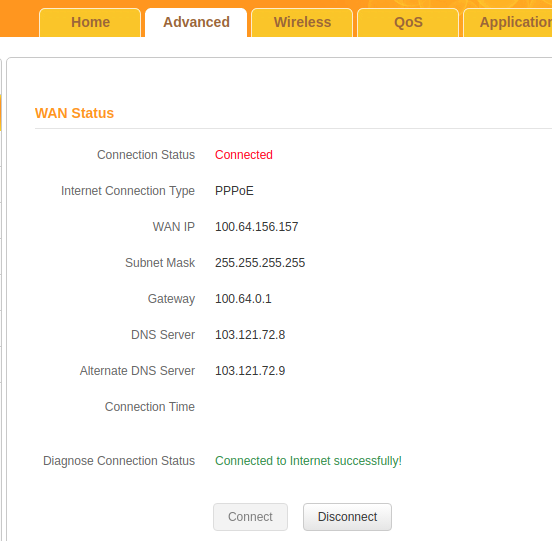 Home Advanced Wireless QoS Application
WAN Status
Connection Status Connected
Internet Connection Type PPPoE
WAN IP 100.64.156.157
Subnet Mask 255.255.255.255
Gateway 100.64.0.1
DNS Server 103.121.72.8
Alternate DNS Server 103.121.72.9
Connection Time
Diagnose Connection Status Connected to Internet successfully!
Connect Disconnect